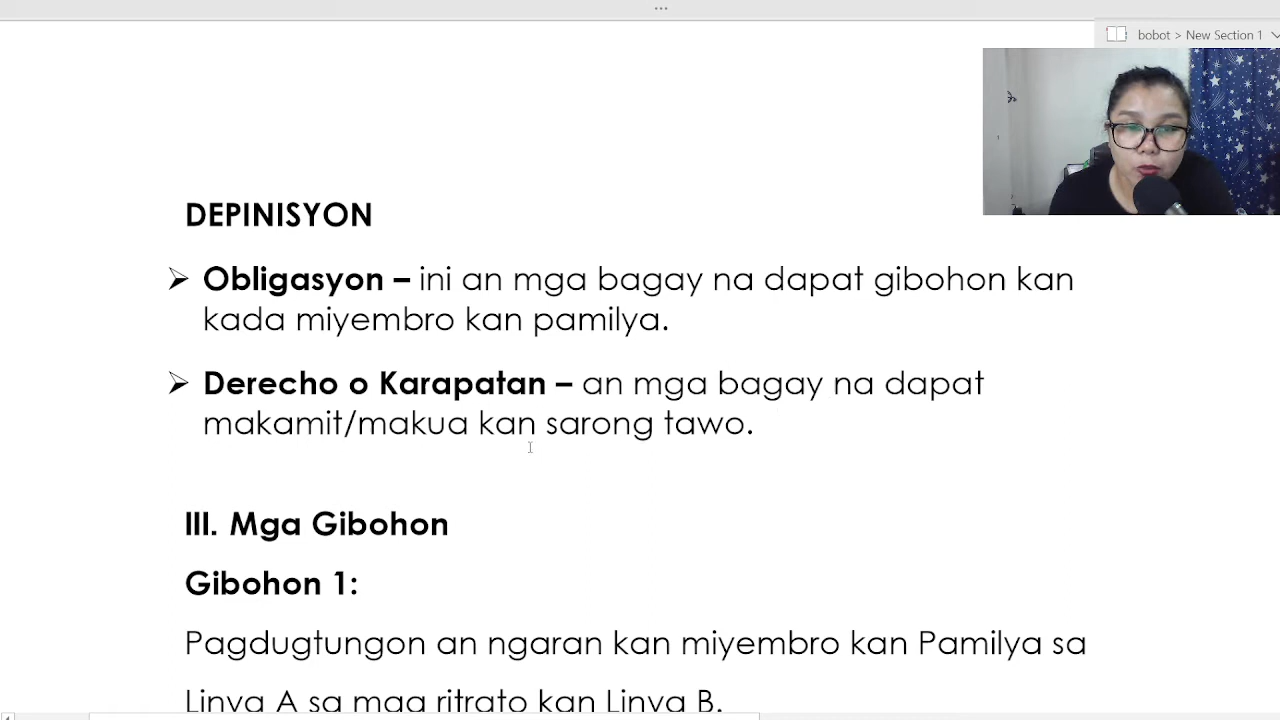 ...
bobot > New Section 1
DEPINISYON
➢ Obligasyon – ini an mga bagay na dapat gibohon kan
kada miyembro kan pamilya.
➢ Derecho o Karapatan – an mga bagay na dapat
makamit/makua kan sarong tawo.
III. Mga Gibohon
Gibohon 1:
Pagdugtungon an ngaran kan miyembro kan Pamilya sa
Linya A sa mga ritrato kan Linya B.